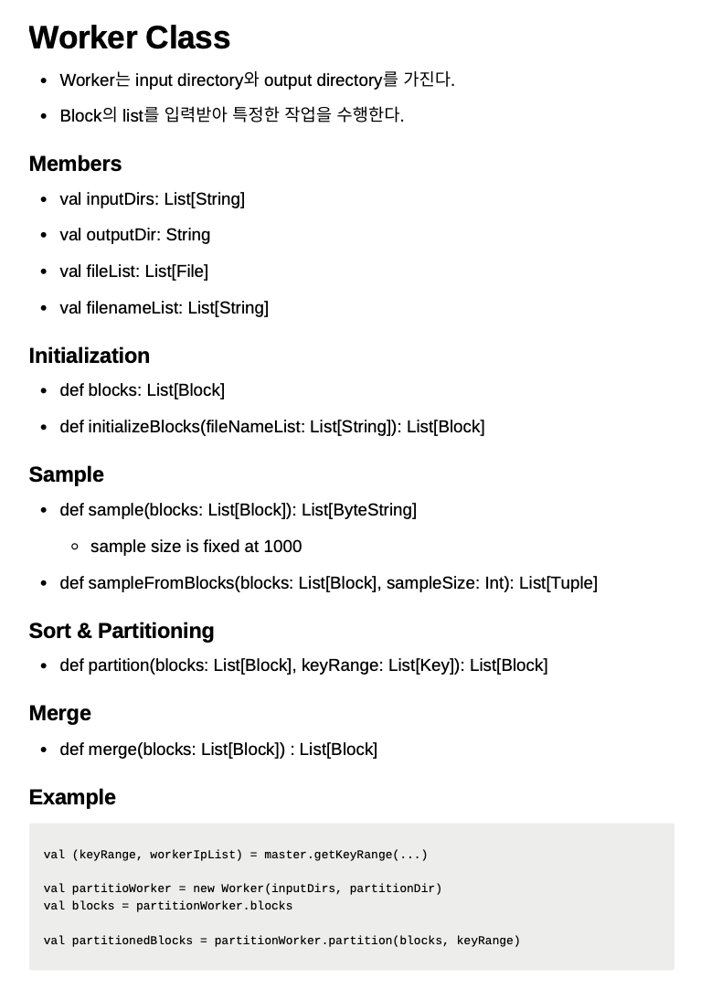 Worker Class
• Worker는 input directory와 output directory를 가진다.
• Block의 list를 입력받아 특정한 작업을 수행한다.
Members
• val inputDirs: List[String]
• val outputDir: String
• val fileList: List[File]
• val filenameList: List[String]
Initialization
• def blocks: List[Block]
• def initializeBlocks(fileNameList: List[String]): List[Block]
Sample
• def sample(blocks: List[Block]): List[ByteString]
◦ sample size is fixed at 1000
• def sampleFromBlocks(blocks: List[Block], sampleSize: Int): List[Tuple]
Sort & Partitioning
• def partition(blocks: List[Block], keyRange: List[Key]): List[Block]
Merge
• def merge(blocks: List[Block]) : List[Block]
Example
val (keyRange, workerIpList) = master.getKeyRange(...)
val partitioWorker = new Worker(inputDirs, partitionDir)
val blocks = partitionWorker.blocks
val partitionedBlocks = partitionWorker.partition(blocks, keyRange)